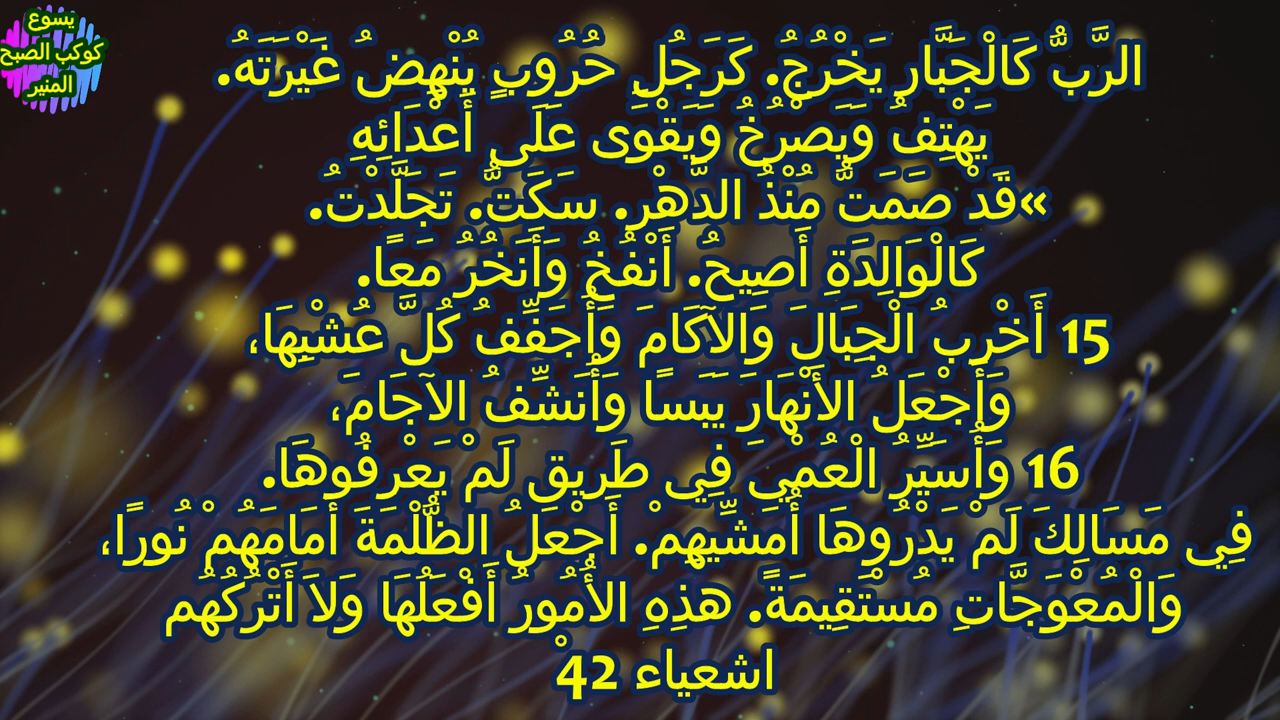 يسوع
كوكب الصبح
المنير
الرَّبُّ كَالْجَبَّارِ يَخْرُجُ. كَرَجُلِ حُرُوبٍ يُنْهِضُ غَيْرَتَهُ.
يَهْتِفُ وَيَصْرُخُ وَيَقْوَى عَلَى أَعْدَائِهِ
«قَدْ صَمَتُّ مُنْذُ الدَّهْرِ. سَكَتُّ. تَجَلَّدْتُ.
كَالْوَالِدَةِ أَصِيحُ. أَنْفُخُ وَأَنَخُرُ مَعًا.
15 أَخْرِبُ الْجِبَالَ وَالآكَامَ وَأُجَفِّفُ كُلَّ عُشْبِهَا،
وَأَجْعَلُ الأَنْهَارَ يَبَسًا وَأُنَشِّفُ الآجَامَ،
16 وَأُسَيِّرُ الْعُمْيَ فِي طَرِيق لَمْ يَعْرِفُوهَا.
فِي مَسَالِكَ لَمْ يَدْرُوهَا أُمَشِّيهِمْ. أَجْعَلُ الظُّلْمَةَ أَمَامَهُمْ نُورًا،
وَالْمُعْوَجَّاتِ مُسْتَقِيمَةً. هذِهِ الأُمُورُ أَفْعَلُهَا وَلاَ أَتْرُكُهُم
اشعياء 42ْ